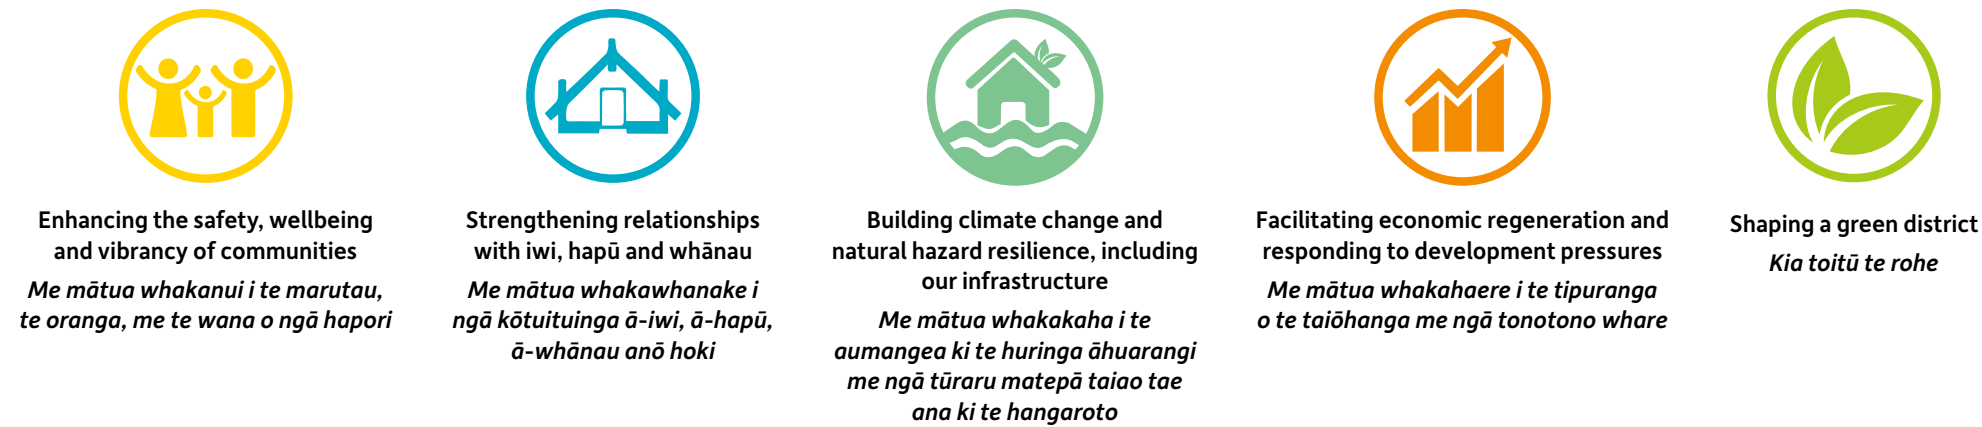 Enhancing the safety, wellbeing
and vibrancy of communities
Me mātua whakanui i te marutau,
te oranga, me te wana o ngā hapori
Strengthening relationships
with iwi, hapū and whānau
Me mātua whakawhanake i
ngā kōtuituinga ā-iwi, ā-hapū,
ā-whānau anō hoki
Building climate change and
natural hazard resilience, including
our infrastructure
Me mātua whakakaha i te
aumangea ki te huringa āhuarangi
me ngā tūraru matepā taiao tae
ana ki te hangaroto
Facilitating economic regeneration and
responding to development pressures
Me mātua whakahaere i te tipuranga
o te taiōhanga me ngā tonotono whare
Shaping a green district
Kia toitū te rohe